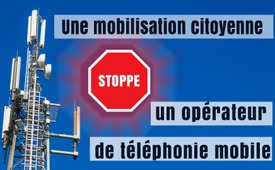 une mobilisation citoyenne
STOPPE
un opérateur
de téléphonie mobile